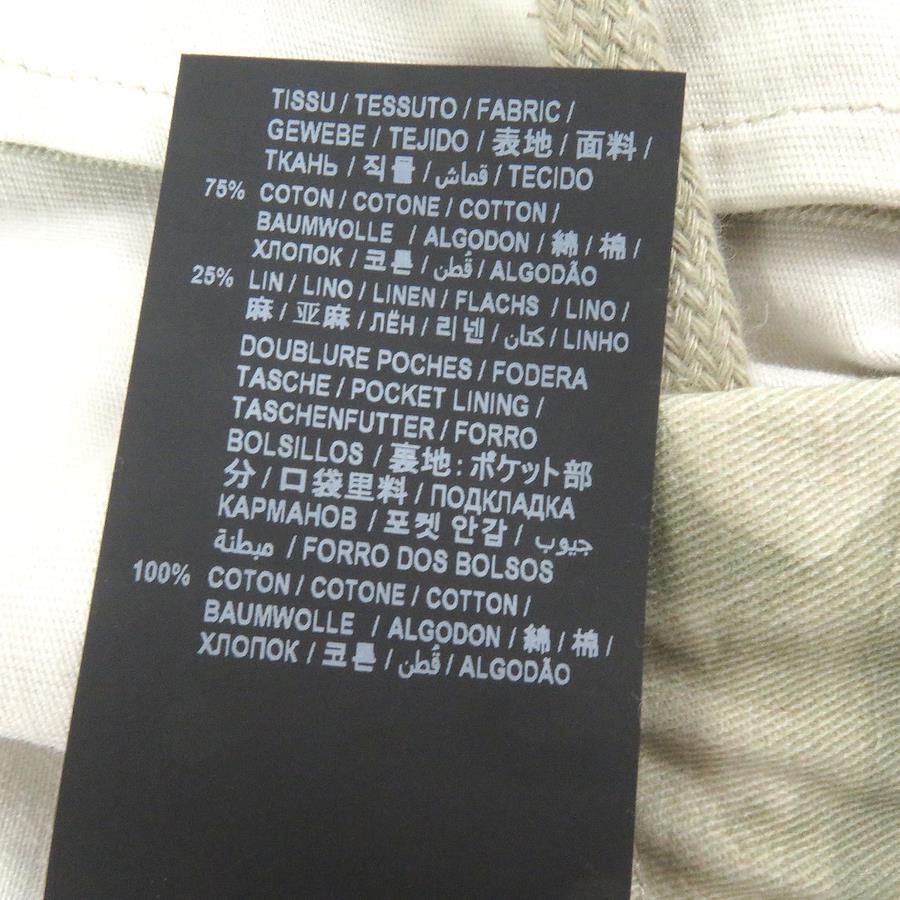 TISSU / TESSUTO / FABRIC /
GEWEBE / TEJIDO / 表地 / 面料 /
ТКАНЬ / 직물 / قماش / TECIDO
75% COTON / COTONE / COTTON /
BAUMWOLLE / ALGODON / 綿 / 棉 /
ХЛОПОК / 코튼 / قُطن / ALGODÃO
25% LIN / LINO / LINEN / FLACHS / LINO /
麻 / 亚麻 / ЛЁН / 리넨 / كتان / LINHO
DOUBLURE POCHES / FODERA
TASCHE / POCKET LINING /
TASCHENFUTTER / FORRO
BOLSILLOS / 裏地：ポケット部
分 / 口袋里料 / ПОДКЛАДКА
КАРМАНОВ / 포켓 안감 / جيوب
مبطنة / FORRO DOS BOLSOS
100% COTON / COTONE / COTTON /
BAUMWOLLE / ALGODON / 綿 / 棉 /
ХЛОПОК / 코튼 / قُطن / ALGODÃO